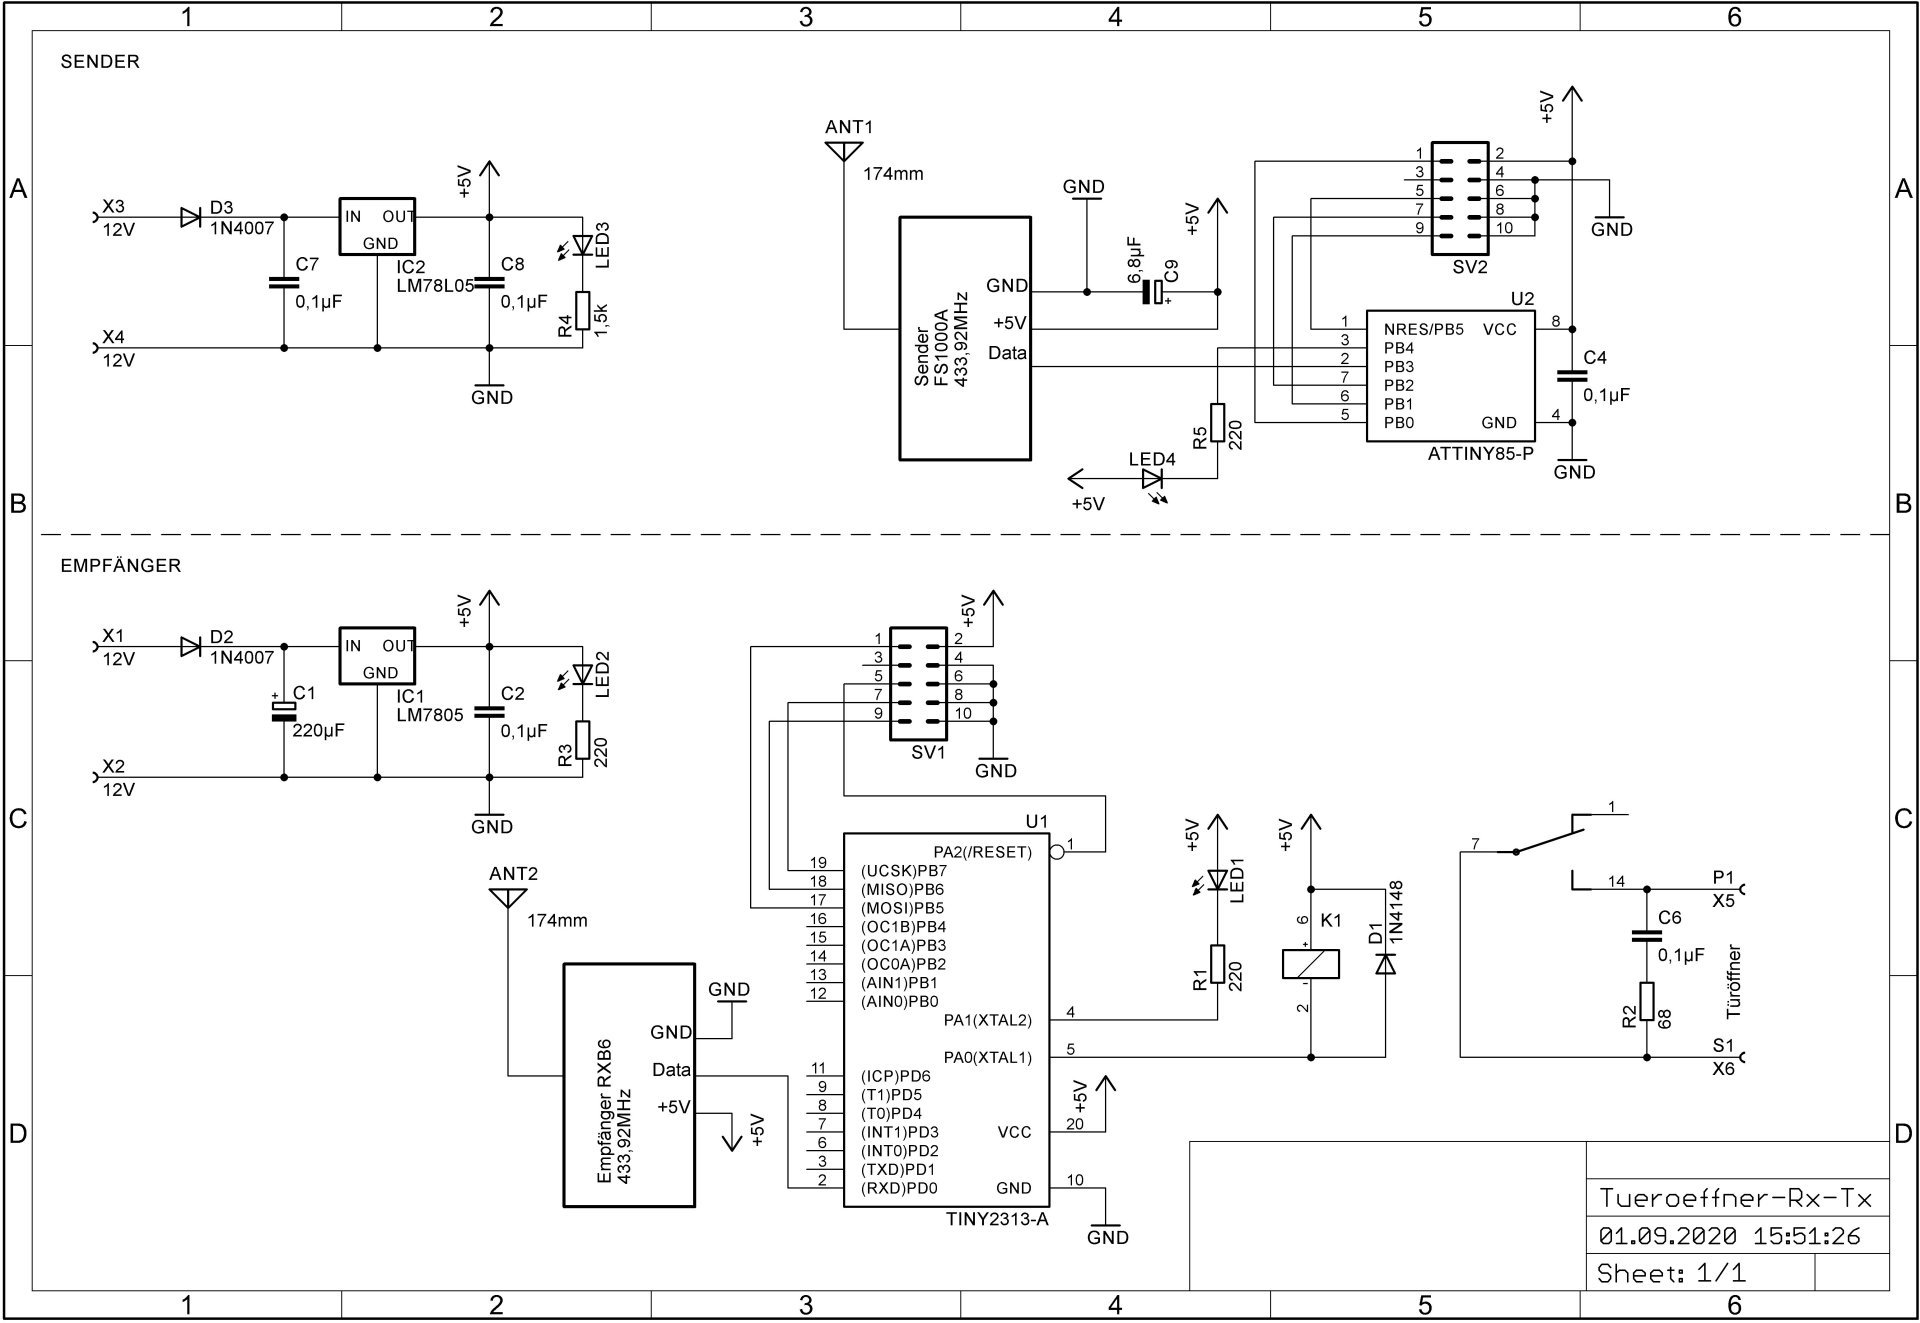 1 2 3 4 5 6
A
B
C
D
A
B
C
D
SENDER
X3
12V
D3
1N4007
C7
0,1µF
IN OUT
GND
IC2
LM78L05
+5V
C8
0,1µF
LED3
R4
1,5k
X4
12V
GND
ANT1
174mm
Sender
FS1000A
433,92MHz
GND
+5V
Data
GND
6,8µF
C9
+
+5V
R5
220
LED4
+5V
+5V
1 2
3 4
5 6
7 8
9 10
SV2
GND
U2
1 NRES/PB5 VCC 8
3 PB4
2 PB3
7 PB2
6 PB1
5 PB0 GND 4
ATTINY85-P
C4
0,1µF
GND
EMPFÄNGER
X1
12V
D2
1N4007
+
C1
220µF
IN OUT
GND
IC1
LM7805
+5V
C2
0,1µF
LED2
R3
220
X2
12V
GND
ANT2
174mm
Empfänger RXB6
433,92MHz
GND
GND
Data
+5V
+5V
+5V
1 2
3 4
5 6
7 8
9 10
SV1
GND
U1
PA2(/RESET) 1
19 (UCSK)PB7
18 (MISO)PB6
17 (MOSI)PB5
16 (OC1B)PB4
15 (OC1A)PB3
14 (OC0A)PB2
13 (AIN1)PB1
12 (AIN0)PB0
PA1(XTAL2) 4
PA0(XTAL1) 5
11 (ICP)PD6
9 (T1)PD5
8 (T0)PD4
7 (INT1)PD3
6 (INT0)PD2
3 (TXD)PD1
2 (RXD)PD0
VCC 20
GND 10
TINY2313-A
+5V
GND
+5V
LED1
R1
220
+5V
6
K1
+
-
2
D1
1N4148
1
7
14
P1
X5
C6
0,1µF
R2
68
Türöffner
S1
X6
Tueroeffner-Rx-Tx
01.09.2020 15:51:26
Sheet: 1/1
1 2 3 4 5 6